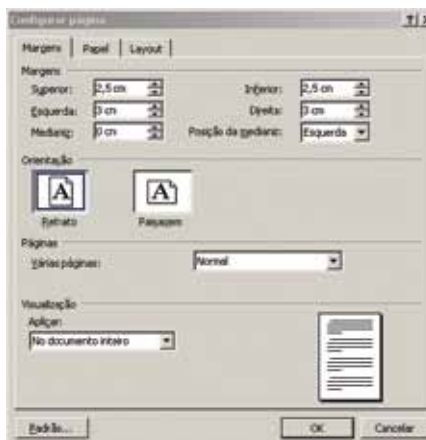 Configurar página
Margens Papel Layout
Margens
Superior: 2,5 cm Inferior: 2,5 cm
Esquerda: 3 cm Direita: 3 cm
Medianiz: 0 cm Posição da medianiz: Esquerda
Orientação
A A
Retrato Paisagem
Páginas
Várias páginas: Normal
Visualização
Aplicar:
No documento inteiro
Padrão... OK Cancelar